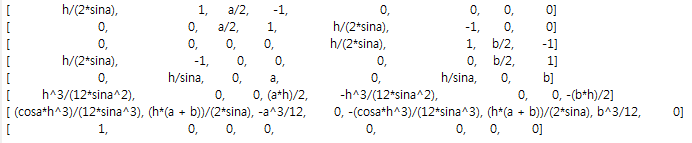 [ h/(2*sina), 1, a/2, -1, 0, 0, 0, 0]
[ 0, 0, a/2, 1, h/(2*sina), -1, 0, 0]
[ 0, 0, 0, 0, h/(2*sina), 1, b/2, -1]
[ h/(2*sina), -1, 0, 0, 0, 0, b/2, 1]
[ 0, h/sina, 0, a, 0, h/sina, 0, b]
[ h^3/(12*sina^2), 0, 0, (a*h)/2, -h^3/(12*sina^2), 0, 0, -(b*h)/2]
[ (cosa*h^3)/(12*sina^3), (h*(a + b))/(2*sina), -a^3/12, 0, -(cosa*h^3)/(12*sina^3), (h*(a + b))/(2*sina), b^3/12, 0]
[ 1, 0, 0, 0, 0, 0, 0, 0]